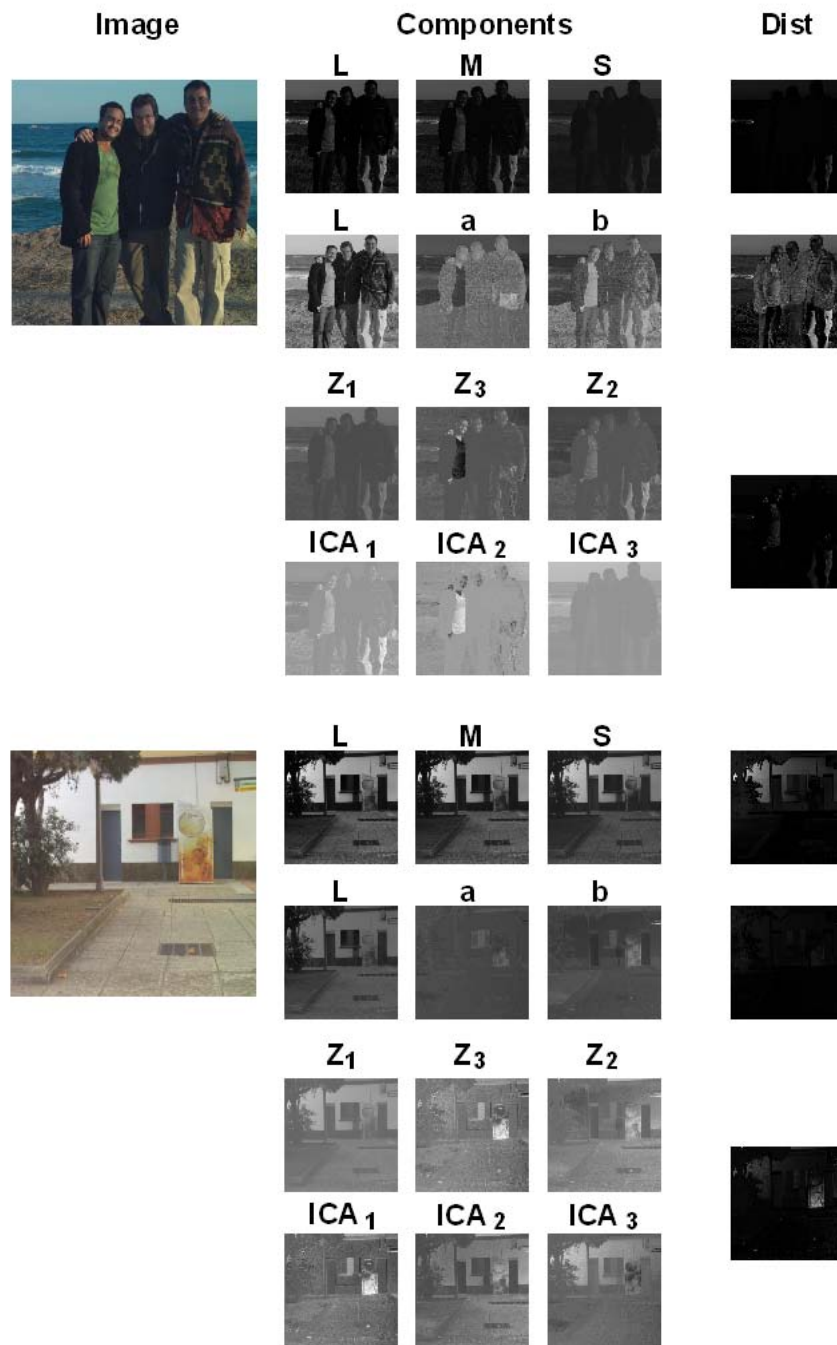 Image Components Dist
L M S
L a b
Z1 Z3 Z2
ICA 1 ICA 2 ICA 3
L M S
L a b
Z1 Z3 Z2
ICA 1 ICA 2 ICA 3